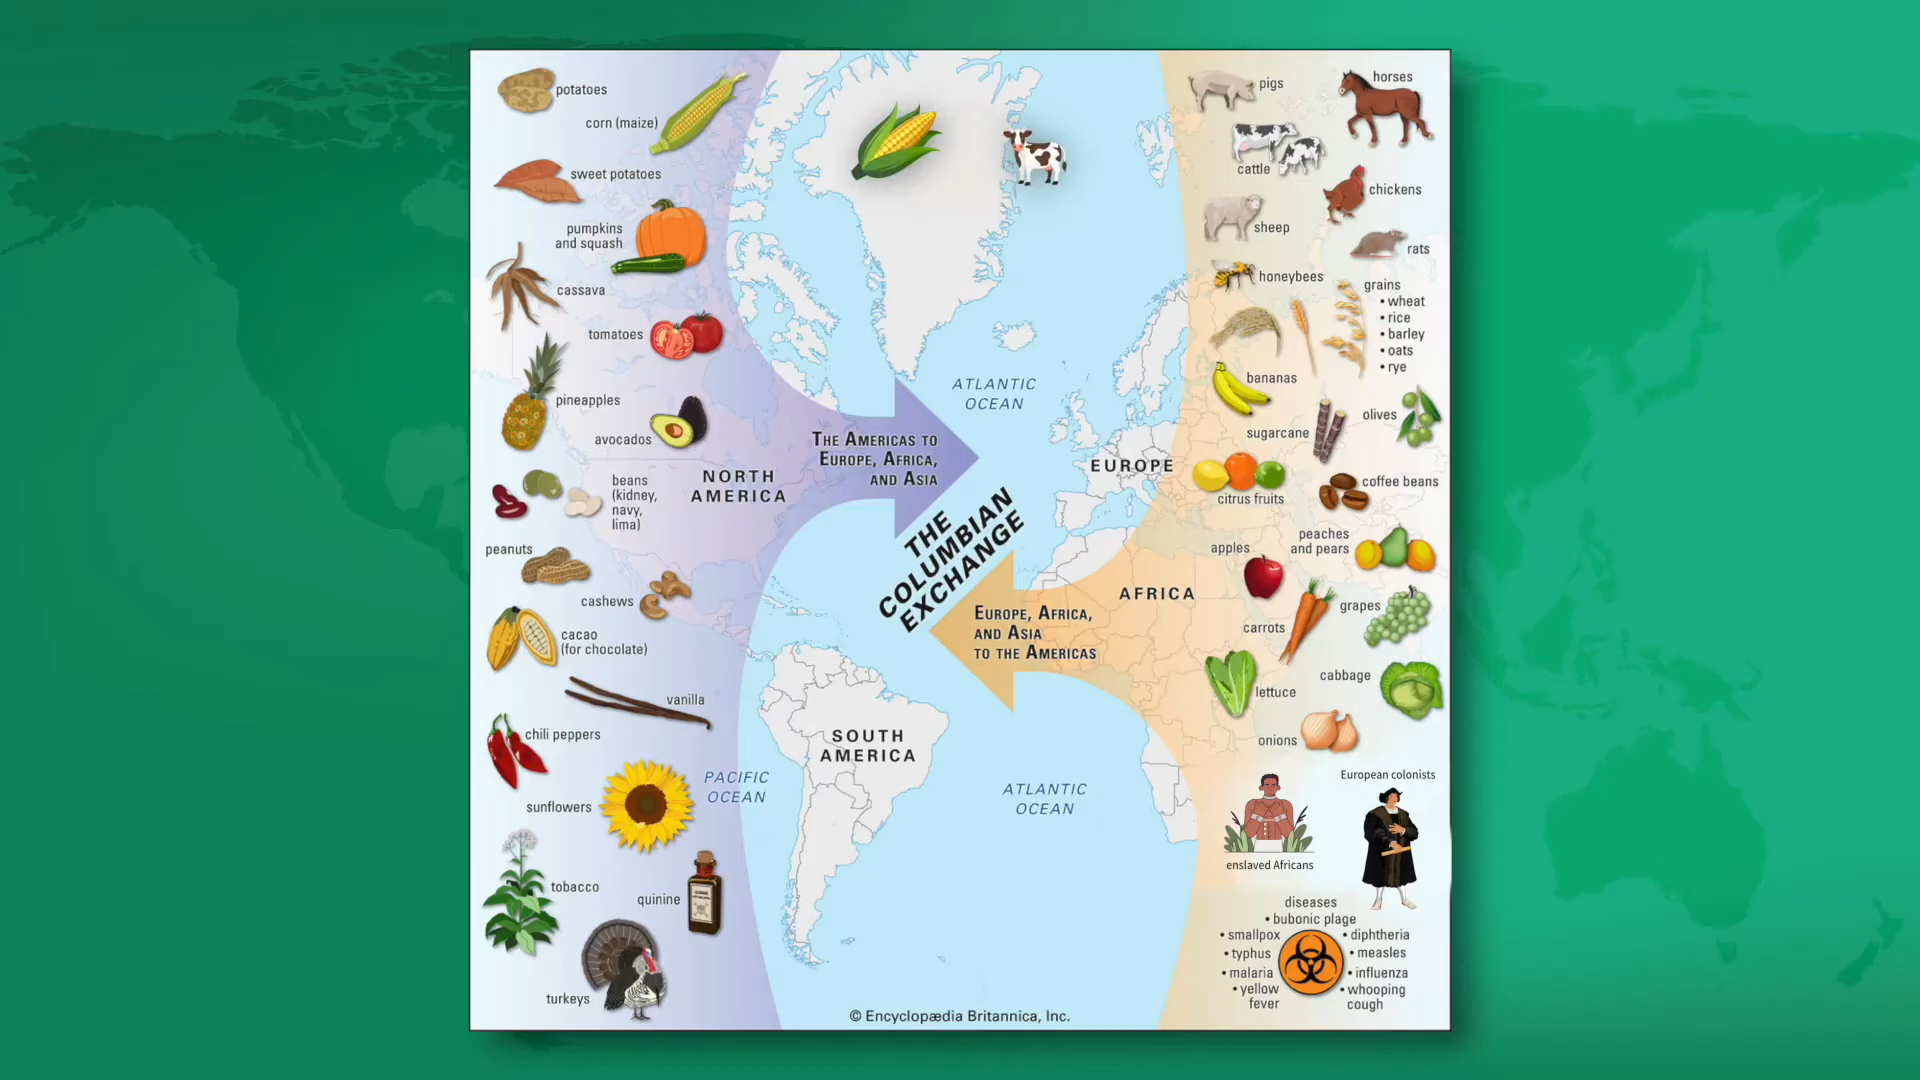 potatoes
corn (maize)
sweet potatoes
pumpkins
and squash
cassava
tomatoes
pineapples
avocados
beans
(kidney,
navy,
lima)
peanuts
cashews
cacao
(for chocolate)
vanilla
chili peppers
sunflowers
tobacco
quinine
turkeys
NORTH
AMERICA
THE AMERICAS TO
EUROPE, AFRICA,
AND ASIA
ATLANTIC
OCEAN
THE
COLUMBIAN
EXCHANGE
EUROPE
AFRICA
EUROPE, AFRICA,
AND ASIA
TO THE AMERICAS
SOUTH
AMERICA
PACIFIC
OCEAN
ATLANTIC
OCEAN
pigs
horses
cattle
chickens
sheep
rats
honeybees
grains
• wheat
• rice
• barley
• oats
• rye
bananas
olives
sugarcane
coffee beans
citrus fruits
peaches
and pears
apples
grapes
carrots
cabbage
lettuce
onions
European colonists
enslaved Africans
diseases
• bubonic plage
• smallpox
• diphtheria
• typhus
• measles
• malaria
• influenza
• yellow
fever
• whooping
cough
© Encyclopædia Britannica, Inc.